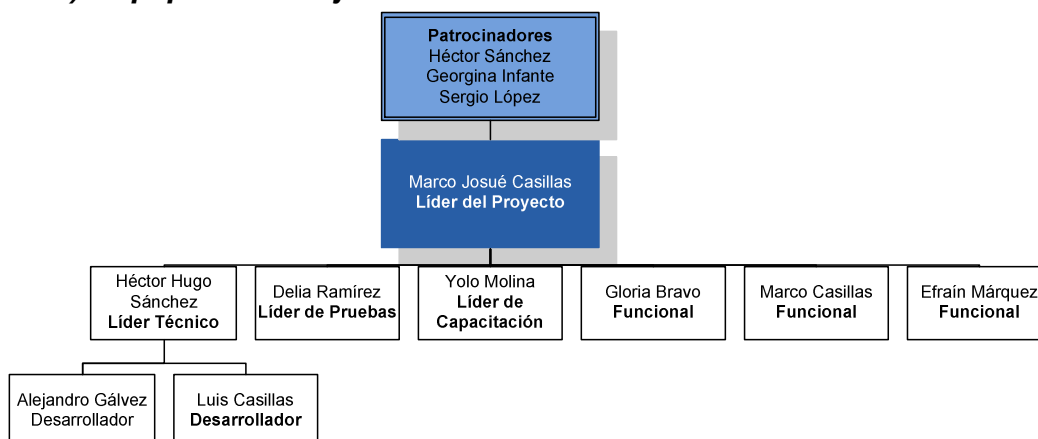 Patrocinadores
Héctor Sánchez
Georgina Infante
Sergio López
Marco Josué Casillas
Líder del Proyecto
Héctor Hugo
Sánchez
Líder Técnico
Delia Ramírez
Líder de Pruebas
Yolo Molina
Líder de
Capacitación
Gloria Bravo
Funcional
Marco Casillas
Funcional
Efraín Márquez
Funcional
Alejandro Gálvez
Desarrollador
Luis Casillas
Desarrollador